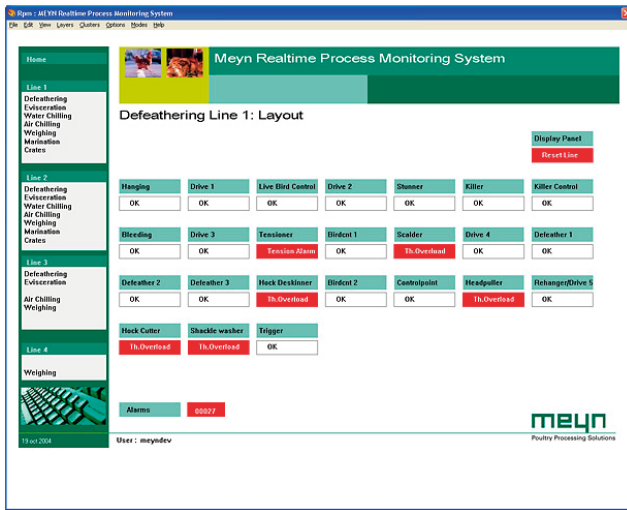 Rpm : MEYN Realtime Process Monitoring System
File Edit View Layers Clusters Options Modes Help
Home
Meyn Realtime Process Monitoring System
Line 1
Defeathering
Evisceration
Water Chilling
Air Chilling
Weighing
Marination
Crates
Line 2
Defeathering
Evisceration
Water Chilling
Air Chilling
Weighing
Marination
Crates
Line 3
Defeathering
Evisceration
Air Chilling
Weighing
Line 4
Weighing
19 oct 2004
Defeathering Line 1: Layout
Display Panel
Reset Line
Hanging Drive 1 Live Bird Control Drive 2 Stunner Killer Killer Control
OK OK OK OK OK OK OK
Bleeding Drive 3 Tensioner Birdcnt 1 Scalder Drive 4 Defeather 1
OK OK Tension Alarm OK Th.Overload OK OK
Defeather 2 Defeather 3 Hock Deskinner Birdcnt 2 Controlpoint Headpuller Rehanger/Drive 5
OK OK Th.Overload OK OK Th.Overload OK
Hock Cutter Shackle washer Trigger
Th.Overload Th.Overload OK
Alarms 00027
meyn
Poultry Processing Solutions
User : meyndev